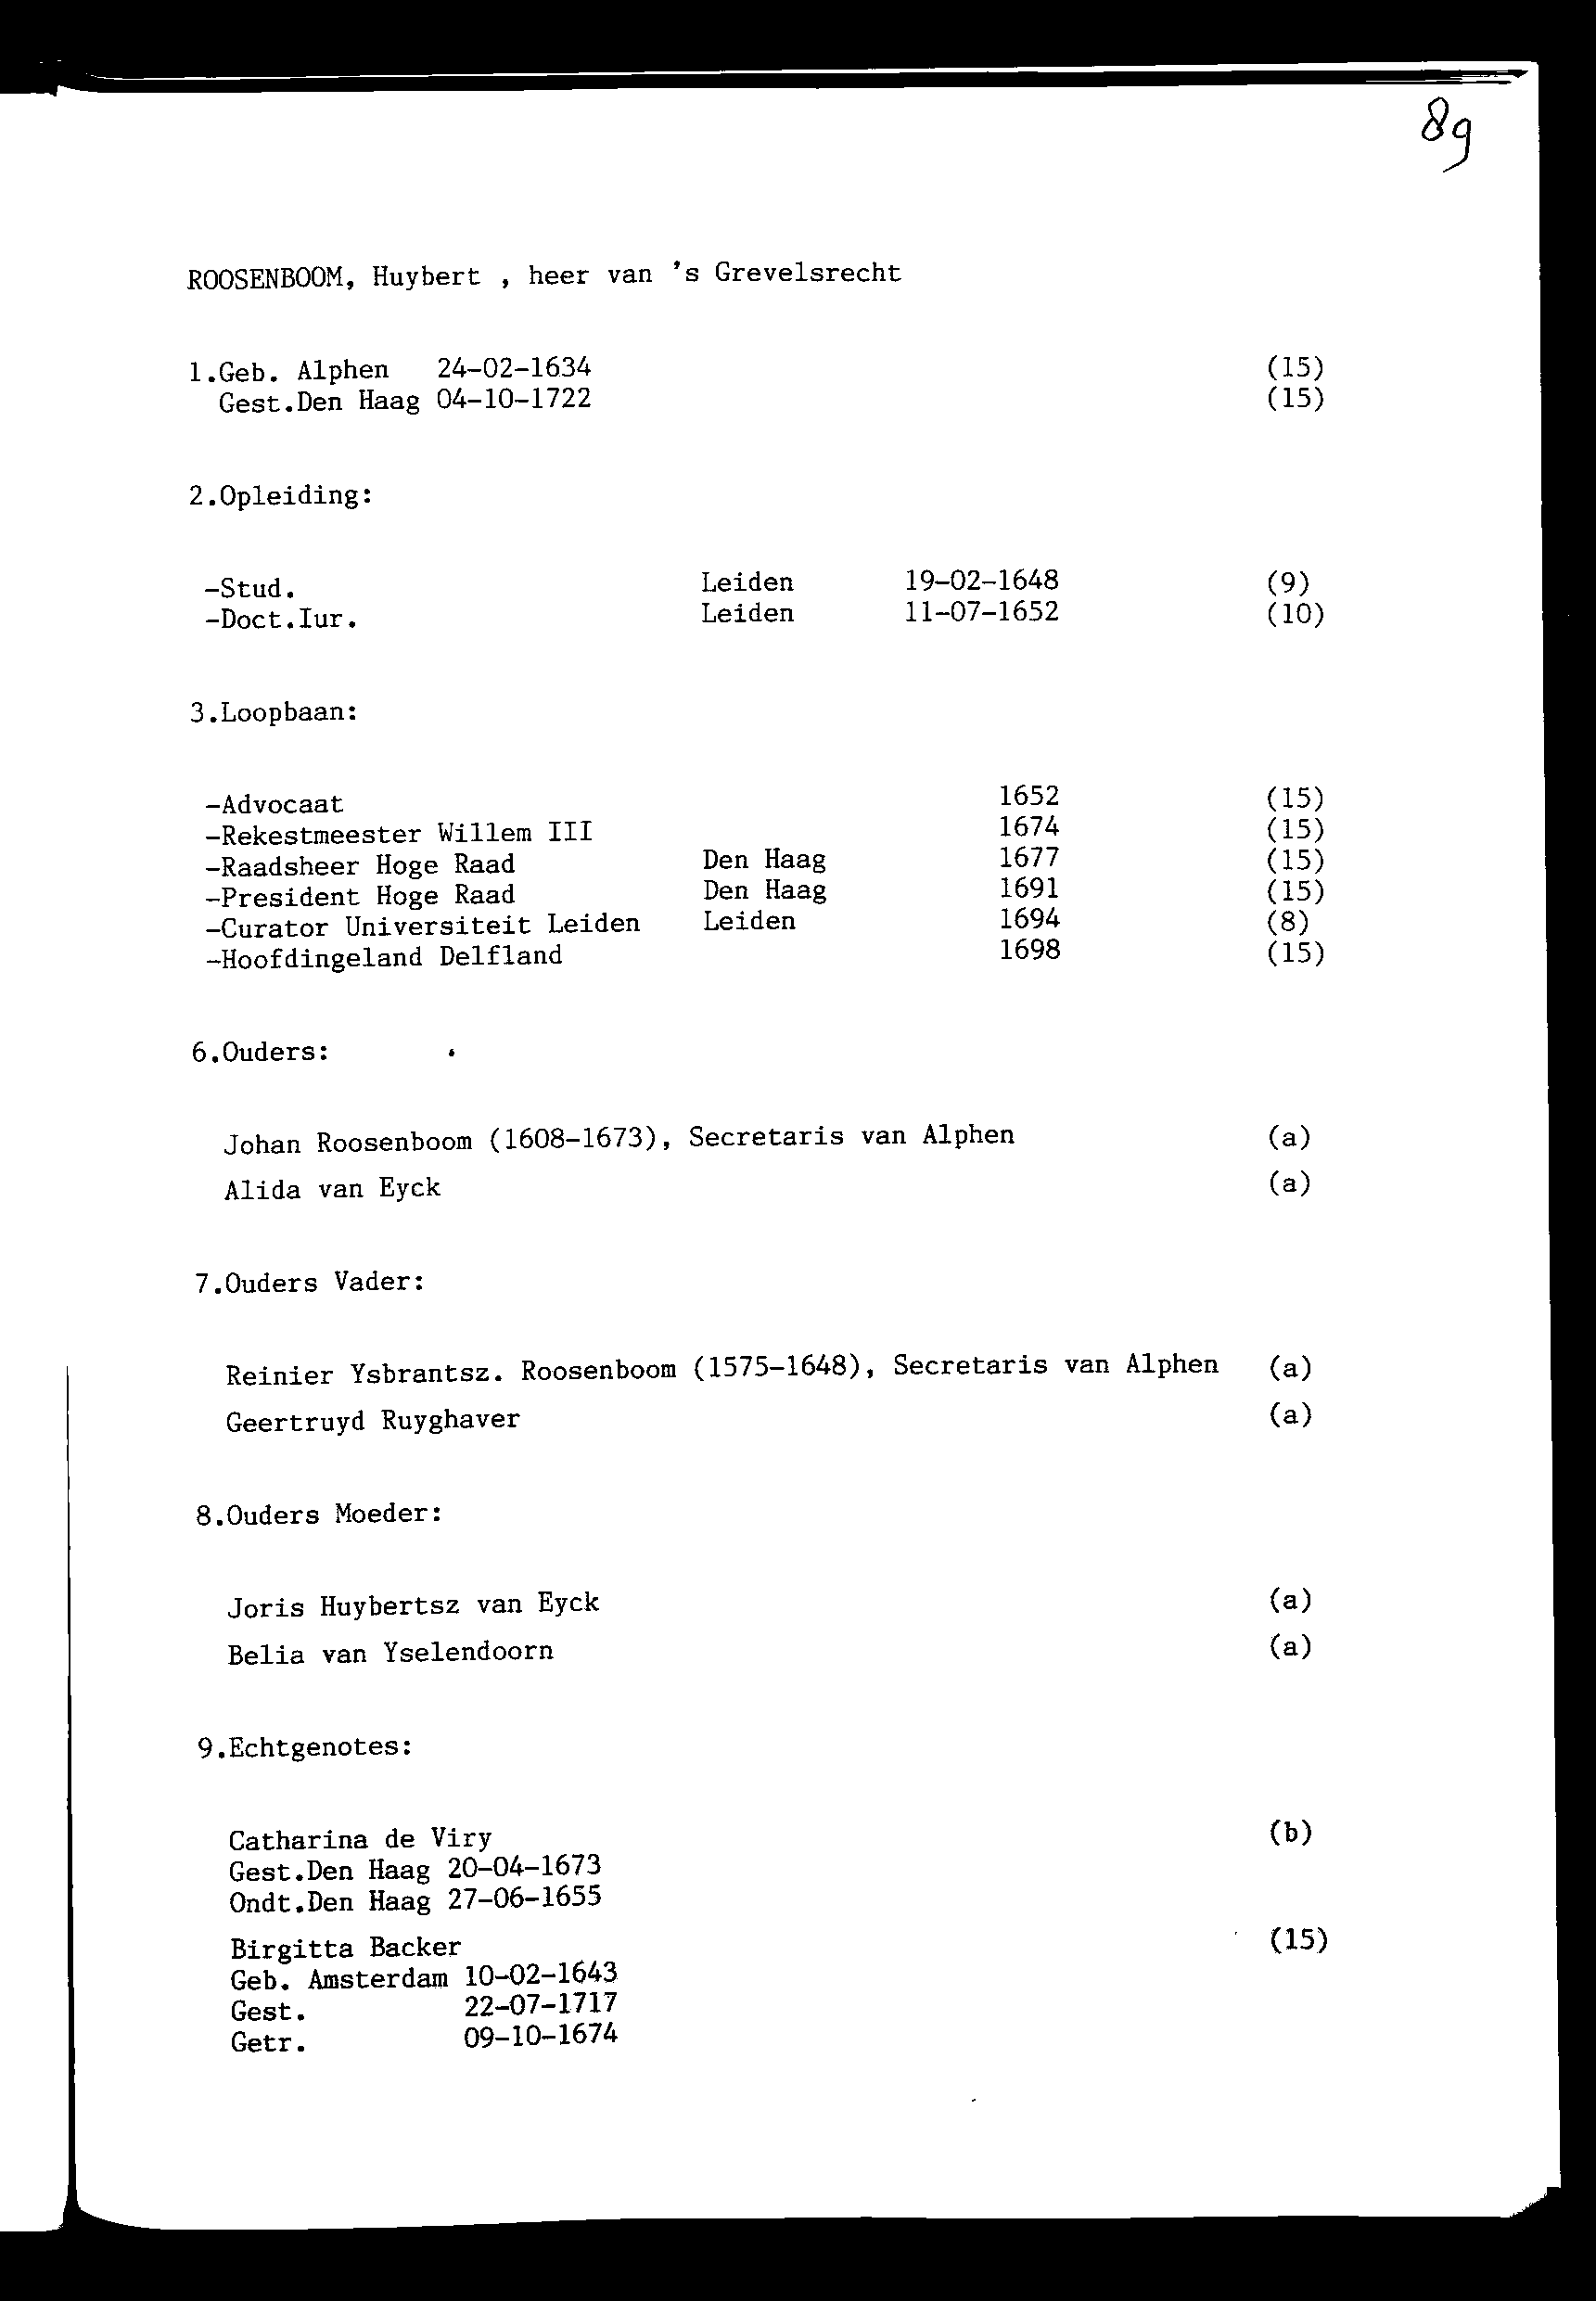 89
ROOSENBOOM, Huybert , heer van 's Grevelsrecht
1.Geb. Alphen 24-02-1634 (15)
Gest.Den Haag 04-10-1722 (15)
2.Opleiding:
-Stud. Leiden 19-02-1648 (9)
-Doct.Iur. Leiden 11-07-1652 (10)
3.Loopbaan:
-Advocaat 1652 (15)
-Rekestmeester Willem III 1674 (15)
-Raadsheer Hoge Raad Den Haag 1677 (15)
-President Hoge Raad Den Haag 1691 (15)
-Curator Universiteit Leiden Leiden 1694 (8)
-Hoofdingeland Delfland 1698 (15)
6.Ouders:
Johan Roosenboom (1608-1673), Secretaris van Alphen (a)
Alida van Eyck (a)
7.Ouders Vader:
Reinier Ysbrantsz. Roosenboom (1575-1648), Secretaris van Alphen (a)
Geertruyd Ruyghaver (a)
8.Ouders Moeder:
Joris Huybertsz van Eyck (a)
Belia van Yselendoorn (a)
9.Echtgenotes:
Catharina de Viry (b)
Gest.Den Haag 20-04-1673
Ondt.Den Haag 27-06-1655
Birgitta Backer (15)
Geb. Amsterdam 10-02-1643
Gest. 22-07-1717
Getr. 09-10-1674